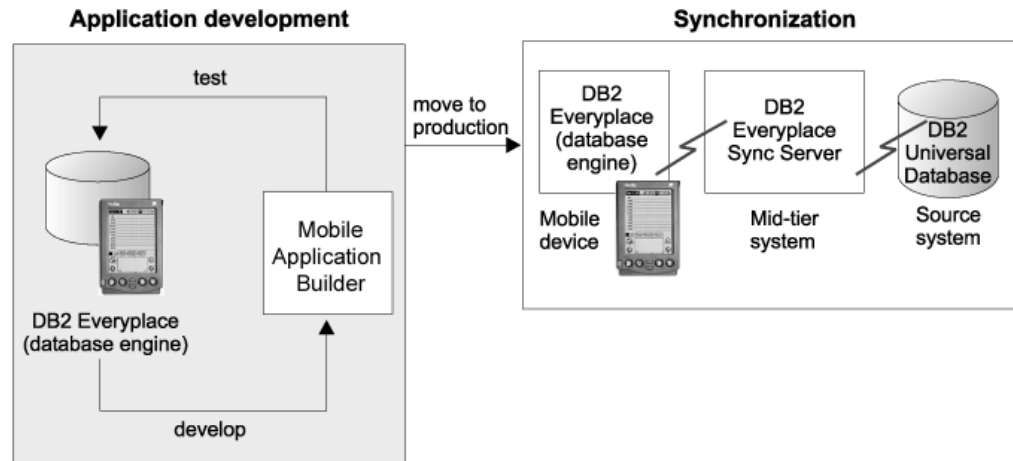 Application development
Synchronization
test
move to
production
DB2 Everyplace
(database engine)
Mobile
Application
Builder
develop
DB2
Everyplace
(database
engine)
Mobile
device
DB2
Everyplace
Sync Server
Mid-tier
system
DB2
Universal
Database
Source
system